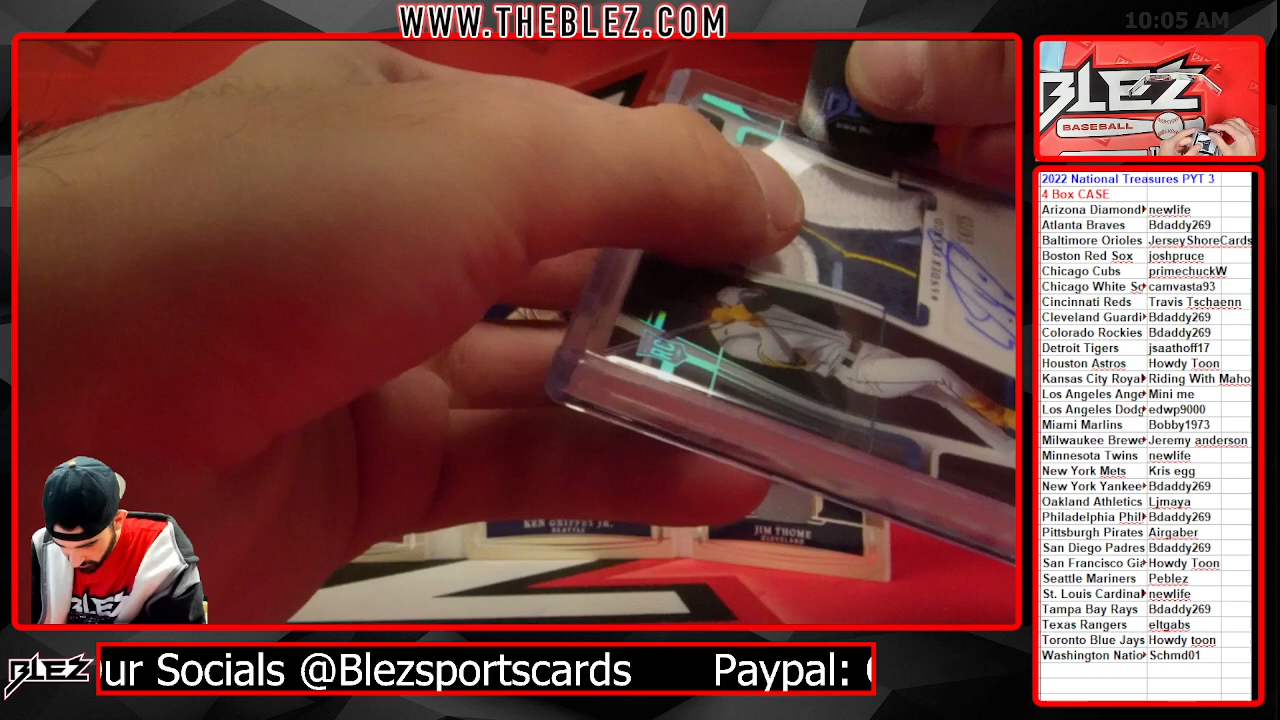 WWW.THEBLEZ.COM
10:05 AM
BLEZ
BASEBALL
2022 National Treasures PYT 3
4 Box CASE
Arizona Diamond newlife
Atlanta Braves Bdaddy269
Baltimore Orioles JerseyShoreCards
Boston Red Sox joshpruce
Chicago Cubs primechuckW
Chicago White So camvasta93
Cincinnati Reds Travis Tschaenn
Cleveland Guardi Bdaddy269
Colorado Rockies Bdaddy269
Detroit Tigers jsaathoff17
Houston Astros Howdy Toon
Kansas City Roya Riding With Maho
Los Angeles Ange Mini me
Los Angeles Dodg edwp9000
Miami Marlins Bobby1973
Milwaukee Brewe Jeremy anderson
Minnesota Twins newlife
New York Mets Kris egg
New York Yankee Bdaddy269
Oakland Athletics Ljmaya
Philadelphia Phil Bdaddy269
Pittsburgh Pirates Airgaber
San Diego Padres Bdaddy269
San Francisco Gia Howdy Toon
Seattle Mariners Peblez
St. Louis Cardinal newlife
Tampa Bay Rays Bdaddy269
Texas Rangers eltgabs
Toronto Blue Jays Howdy toon
Washington Natio Schmd01
RC
KEN GRIFFEY JR.
SEATTLE
JIM THOME
CLEVELAND
BLEZ
BLEZ
ur Socials @Blezsportscards Paypal: